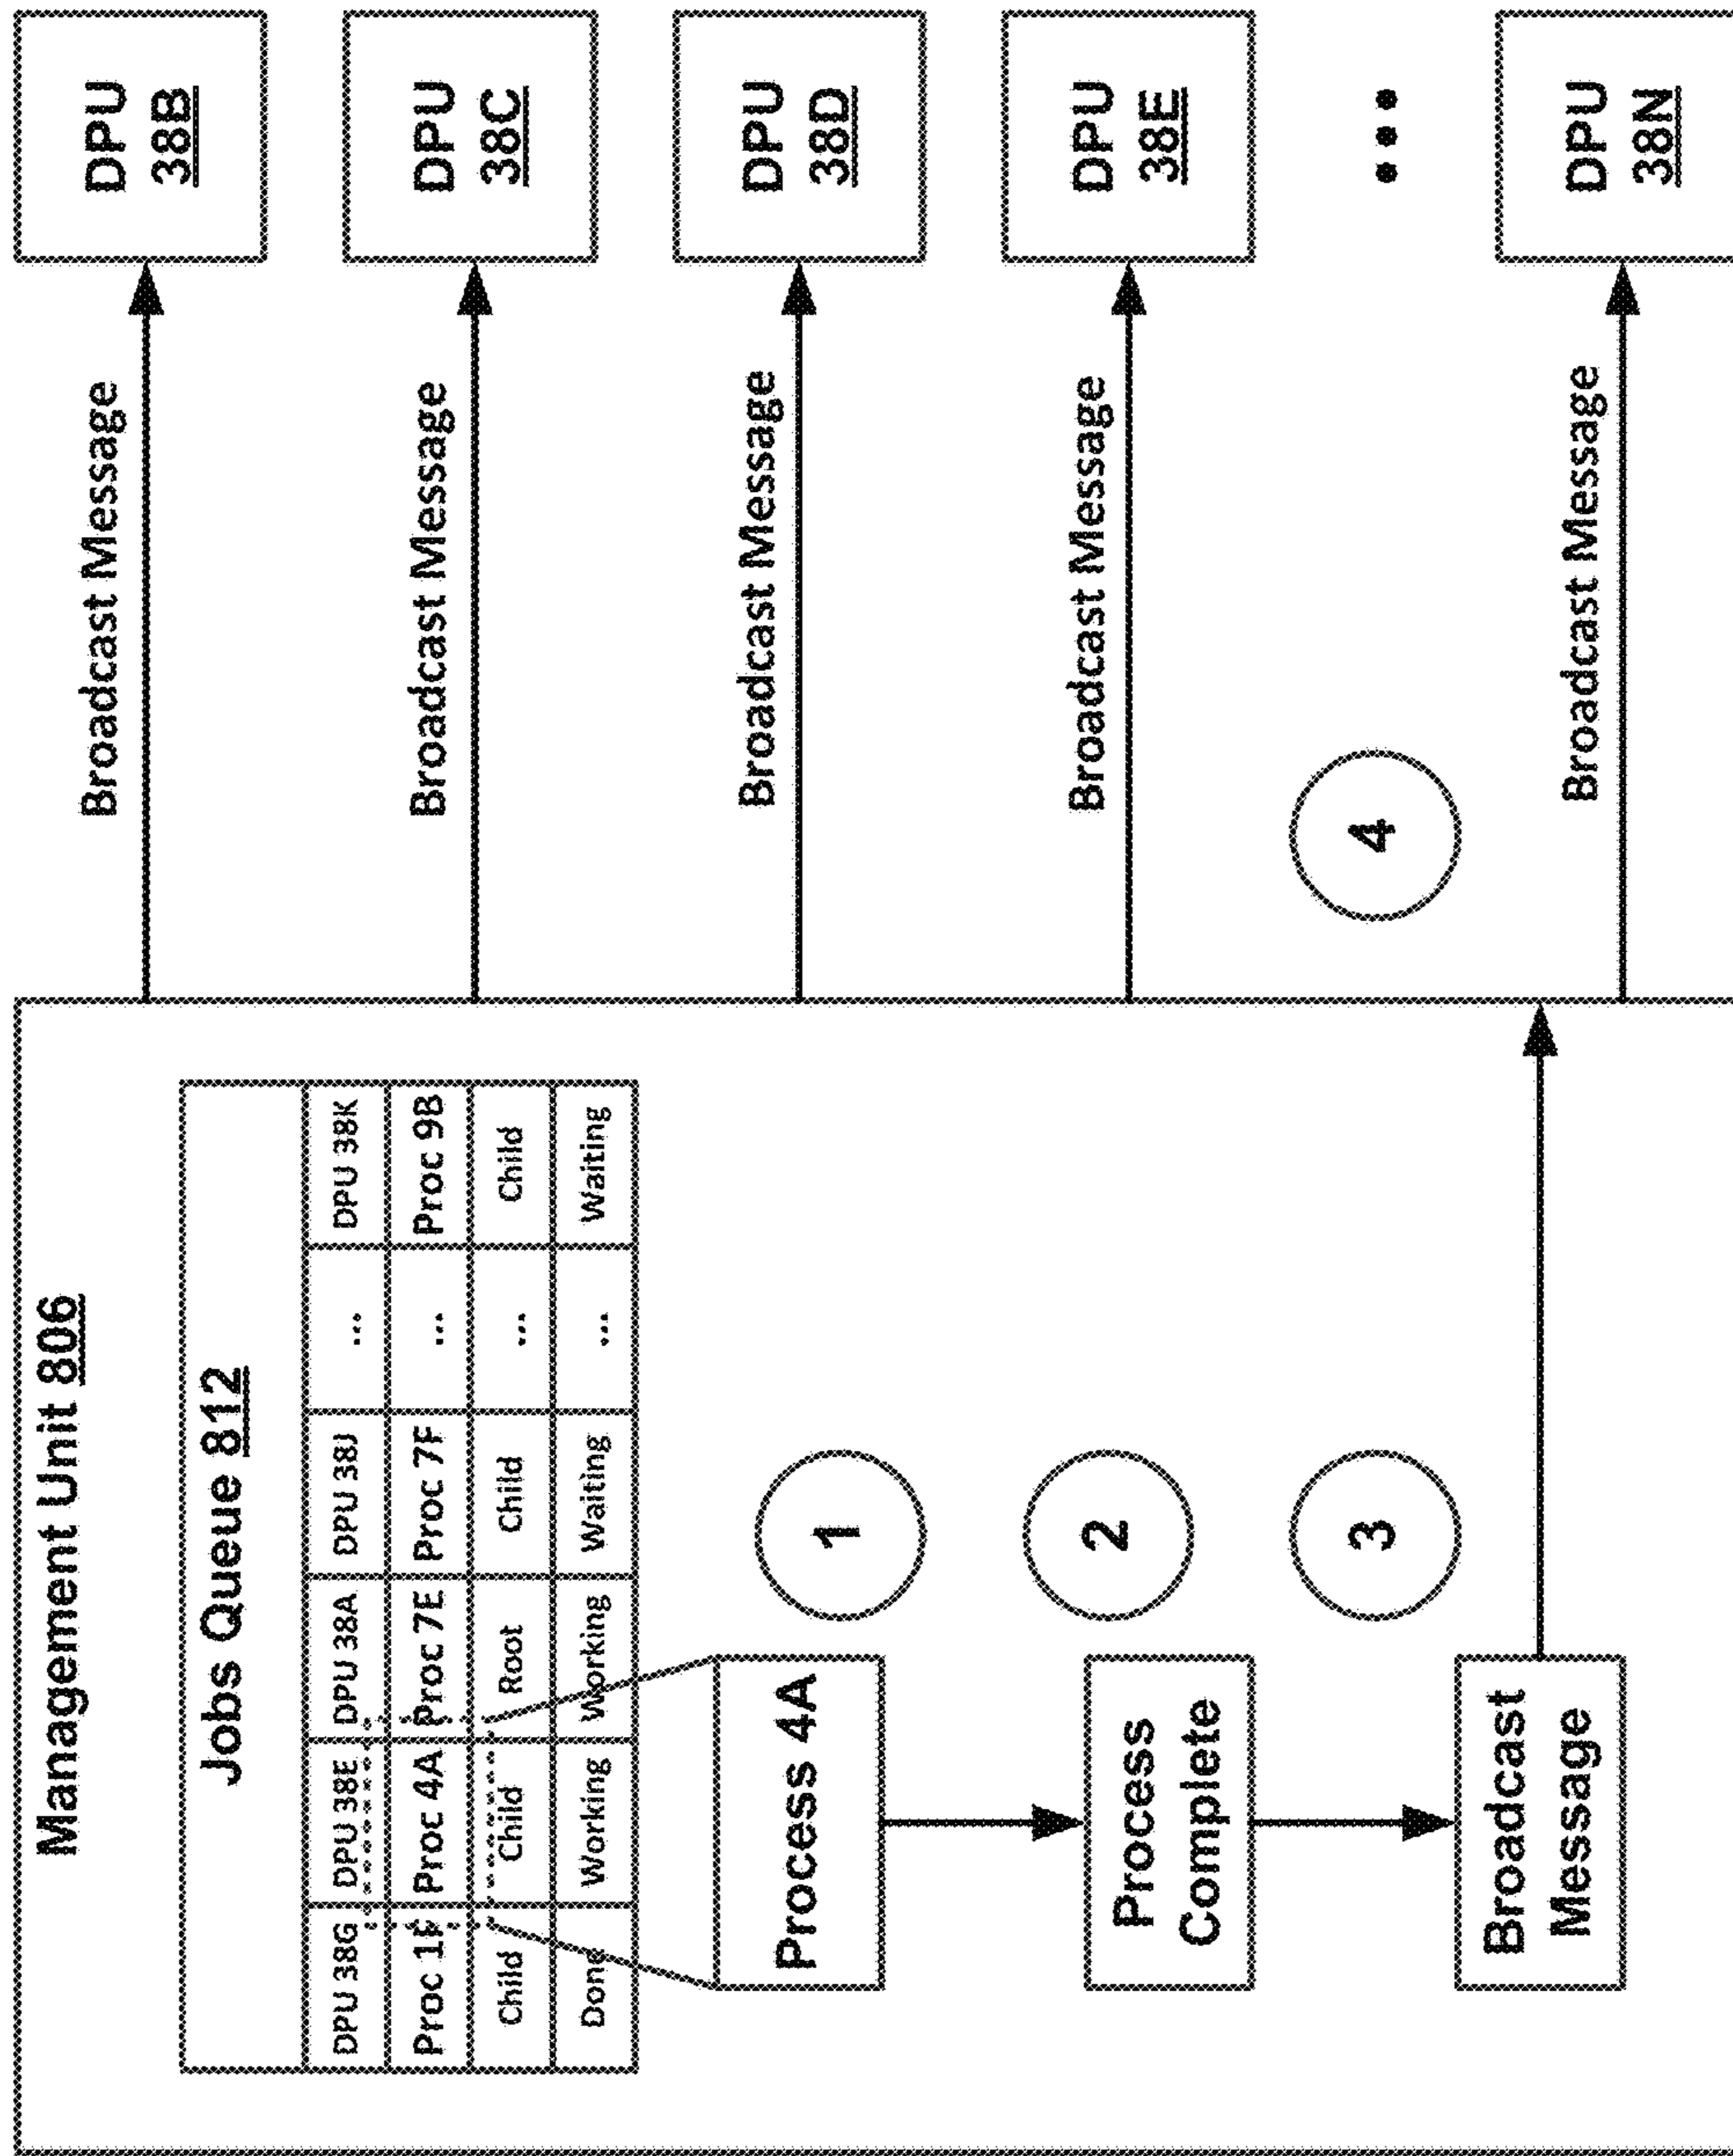 Management Unit 806
Jobs Queue 812
DPU 38G DPU 38E DPU 38A DPU 38J ... DPU 38K
Proc 1F Proc 4A Proc 7E Proc 7F ... Proc 9B
Child Child Root Child ... Child
Done Working Working Waiting ... Waiting
Process 4A
1
Process
Complete
2
Broadcast
Message
3
Broadcast Message
DPU
38B
Broadcast Message
DPU
38C
Broadcast Message
DPU
38D
Broadcast Message
DPU
38E
4
Broadcast Message
DPU
38N